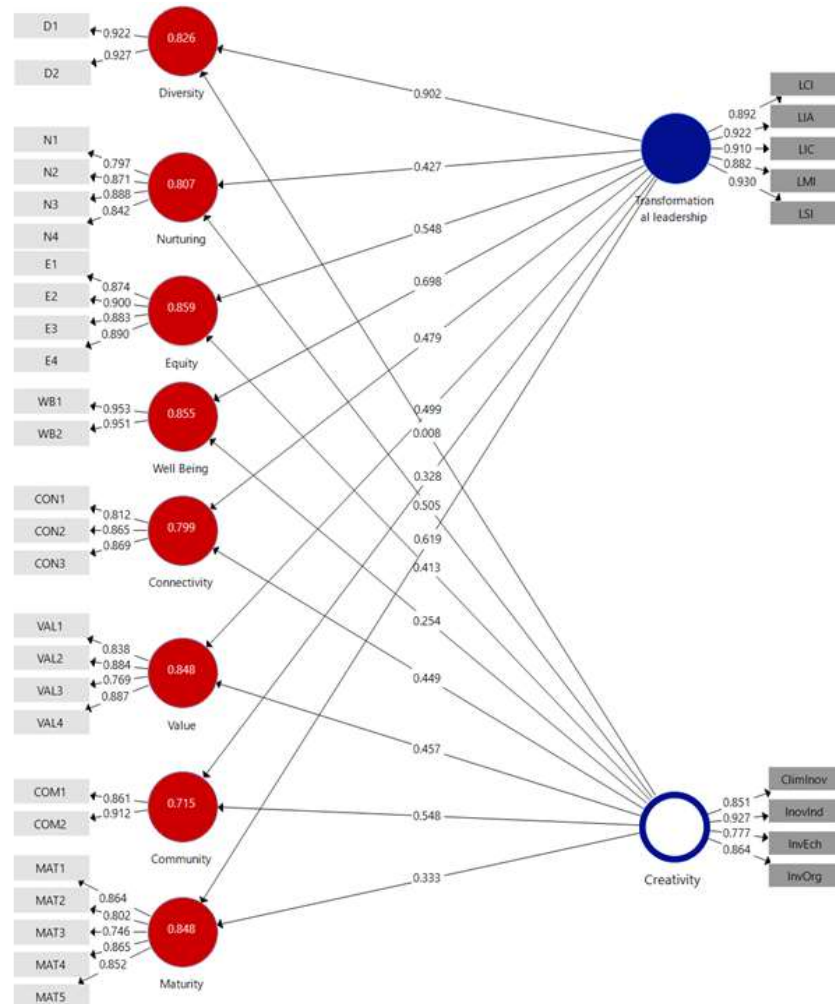 D1
D2
0.922
0.927
0.826
Diversity
N1
N2
N3
N4
0.797
0.871
0.888
0.842
0.807
Nurturing
E1
E2
E3
E4
0.874
0.900
0.883
0.890
0.859
Equity
WB1
WB2
0.953
0.951
0.855
Well Being
CON1
CON2
CON3
0.812
0.865
0.869
0.799
Connectivity
VAL1
VAL2
VAL3
VAL4
0.838
0.884
0.769
0.887
0.848
Value
COM1
COM2
0.861
0.912
0.715
Community
MAT1
MAT2
MAT3
MAT4
MAT5
0.864
0.802
0.746
0.865
0.852
0.848
Maturity
0.902
0.427
0.548
0.698
0.479
0.499
0.008
0.328
0.505
0.619
0.413
0.254
0.449
0.457
0.548
0.333
Transformation
al leadership
0.892
0.922
0.910
0.882
0.930
LCI
LIA
LIC
LMI
LSI
Creativity
0.851
0.927
0.777
0.864
ClimInov
InovInd
InvEch
InvOrg